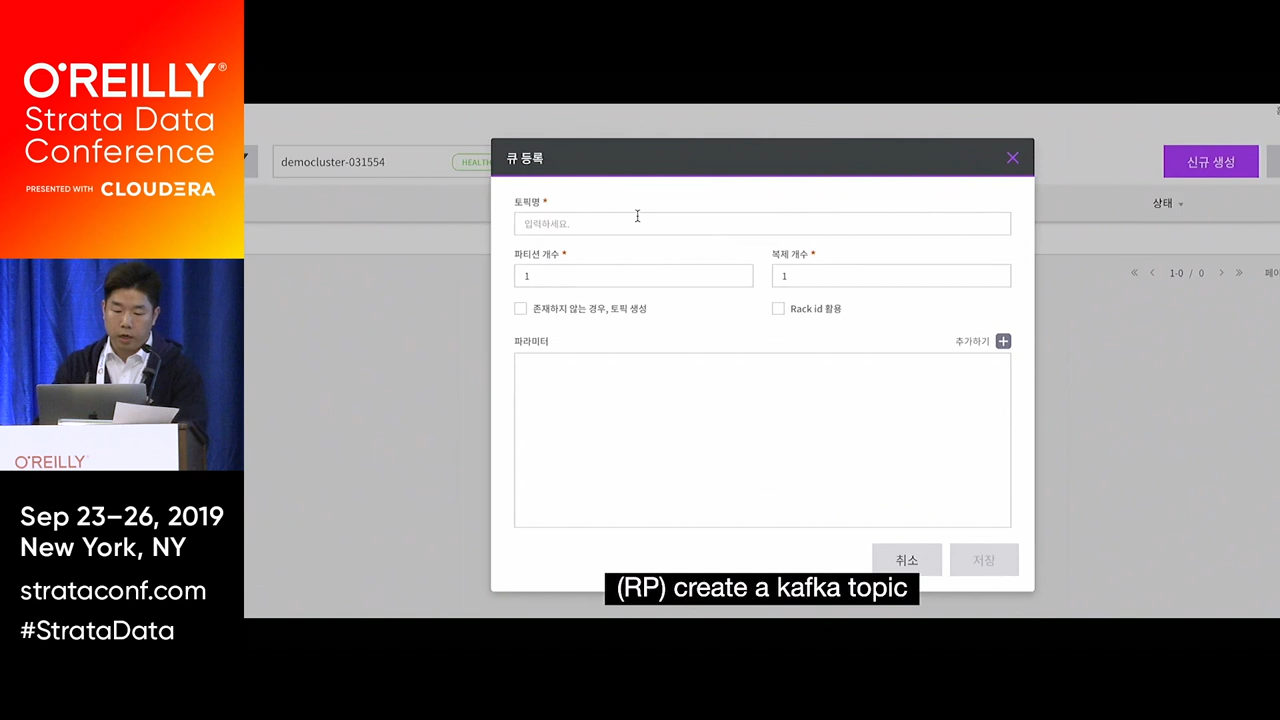 O'REILLY®
Strata Data
Conference
PRESENTED WITH CLOUDERA
O'REILLY
Sep 23–26, 2019
New York, NY
strataconf.com
#StrataData
democluster-031554
HEALTH
신규 생성
상태
1-0 / 0
큐 등록
토픽명 *
입력하세요.
파티션 개수 *
복제 개수 *
1
1
존재하지 않는 경우, 토픽 생성
Rack id 활용
파라미터
추가하기
취소
저장
(RP) create a kafka topic